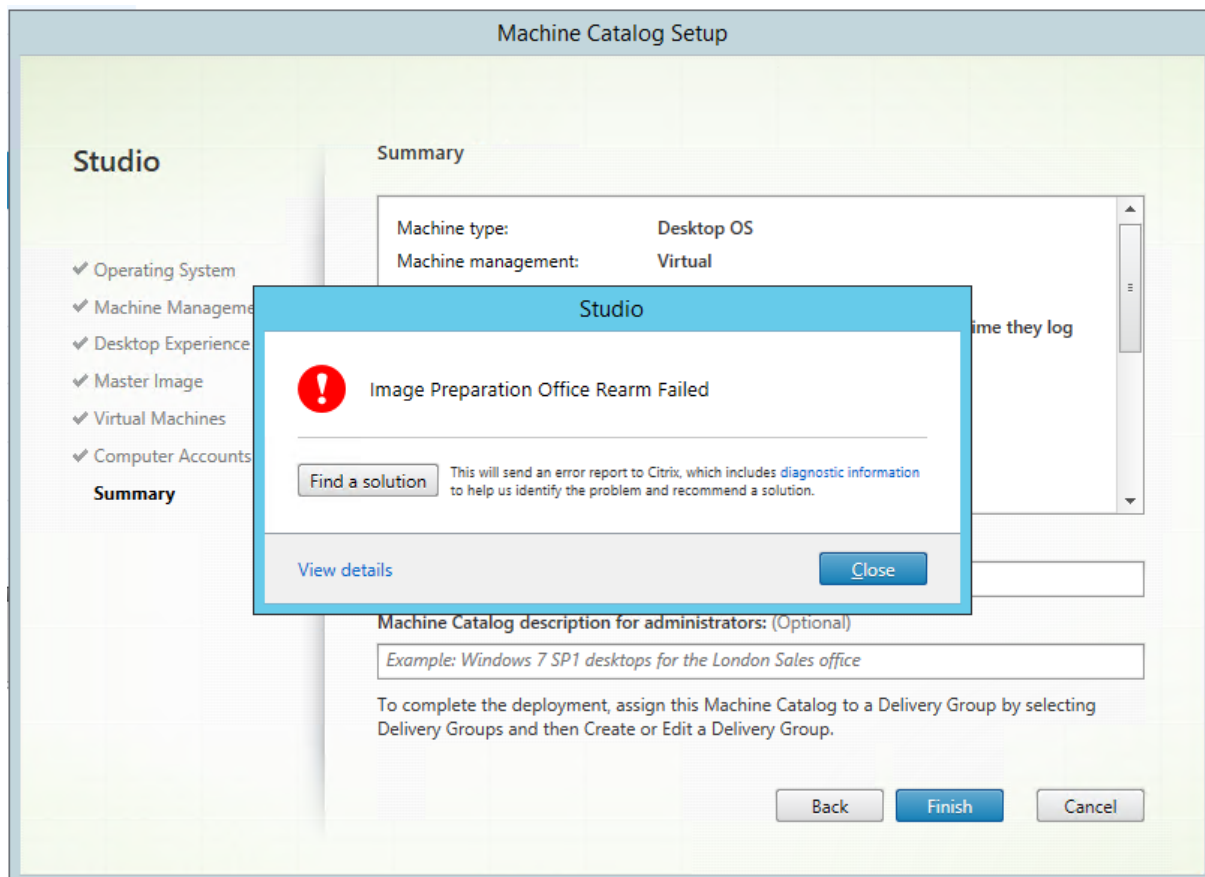 Machine Catalog Setup
Studio
Operating System
Machine Manageme
Desktop Experience
Master Image
Virtual Machines
Computer Accounts
Summary
Summary
Machine type: Desktop OS
Machine management: Virtual
ime they log
Studio
Image Preparation Office Rearm Failed
Find a solution
This will send an error report to Citrix, which includes diagnostic information
to help us identify the problem and recommend a solution.
View details
Close
Machine Catalog description for administrators: (Optional)
Example: Windows 7 SP1 desktops for the London Sales office
To complete the deployment, assign this Machine Catalog to a Delivery Group by selecting
Delivery Groups and then Create or Edit a Delivery Group.
Back Finish Cancel